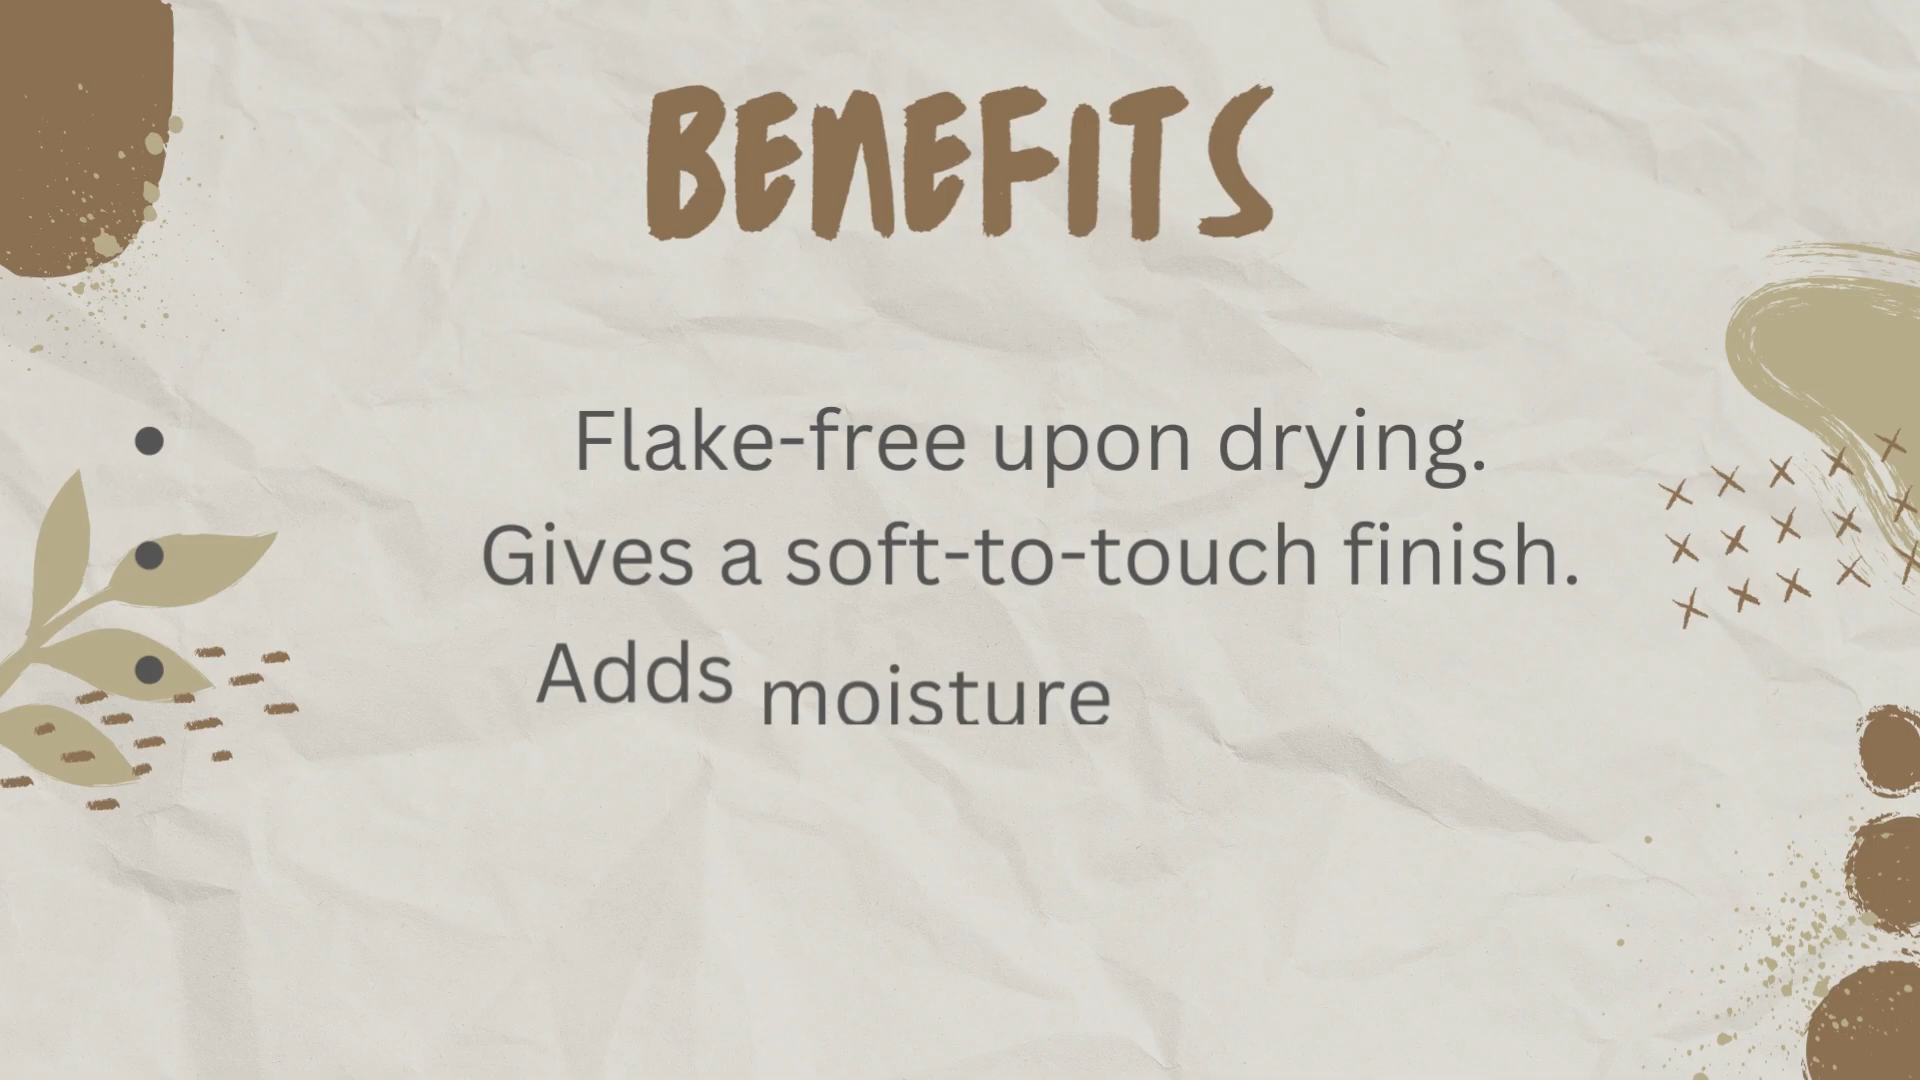 BENEFITS
• Flake-free upon drying.
• Gives a soft-to-touch finish.
• Adds moisture